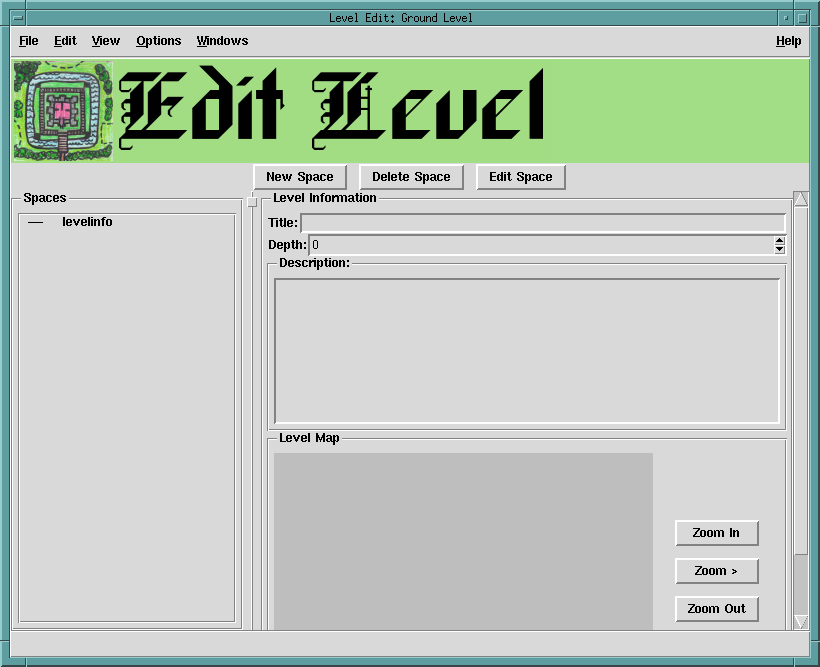 Level Edit: Ground Level
File Edit View Options Windows Help
Edit Level
New Space Delete Space Edit Space
Spaces
levelinfo
Level Information
Title:
Depth: 0
Description:
Level Map
Zoom In
Zoom >
Zoom Out